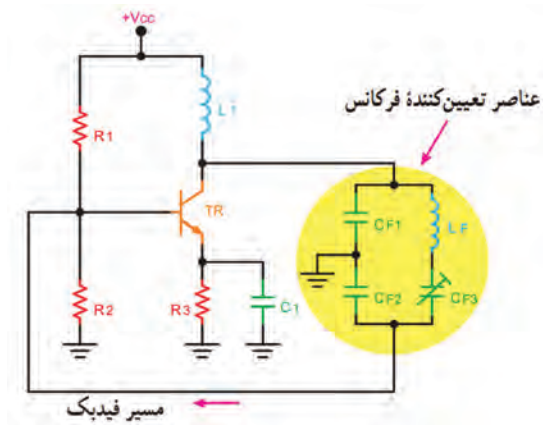 +Vcc
عناصر تعیین‌کنندهٔ فرکانس
L1
R1
TR
CF1
LF
R2
R3
C1
CF2
CF3
مسیر فیدبک